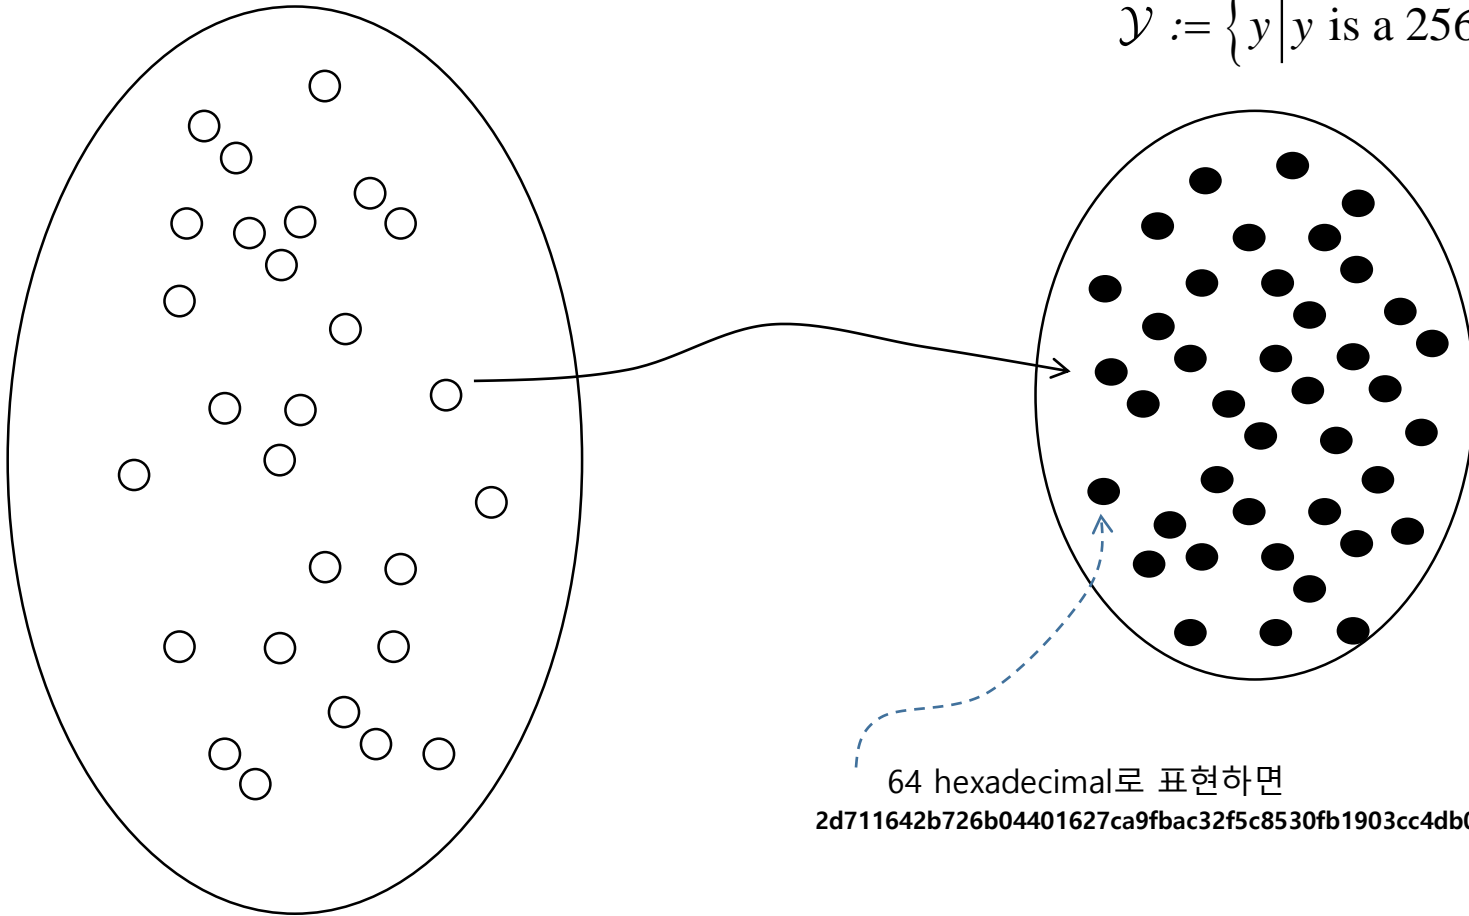 𝒴 := { y | y is a 256
64 hexadecimal로 표현하면
2d711642b726b04401627ca9fbac32f5c8530fb1903cc4db0